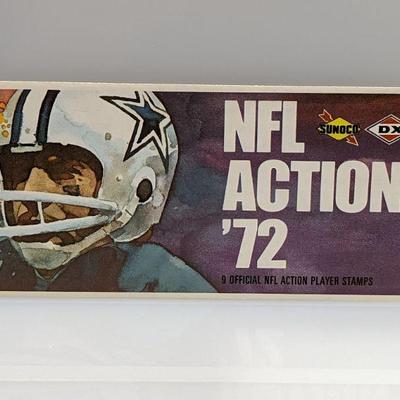 NFL
ACTION
'72
SUNOCO
DX
9 OFFICIAL NFL ACTION PLAYER STAMPS